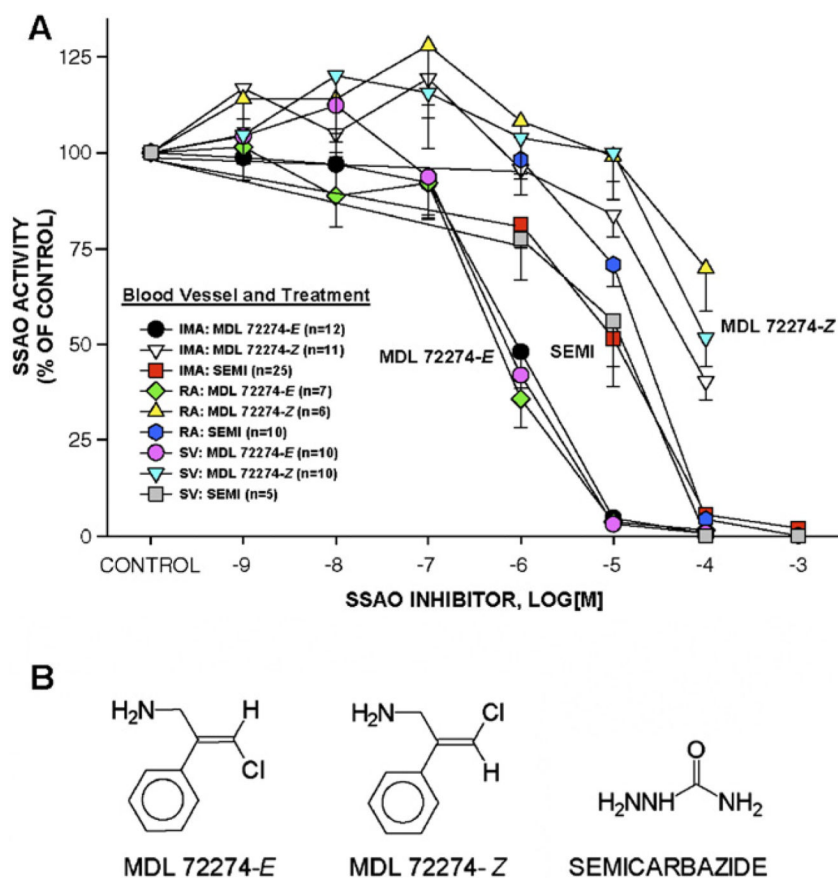 A
125
100
75
50
25
0
SSAO ACTIVITY
(% OF CONTROL)
Blood Vessel and Treatment
IMA: MDL 72274-E (n=12)
IMA: MDL 72274-Z (n=11)
IMA: SEMI (n=25)
RA: MDL 72274-E (n=7)
RA: MDL 72274-Z (n=6)
RA: SEMI (n=10)
SV: MDL 72274-E (n=10)
SV: MDL 72274-Z (n=10)
SV: SEMI (n=5)
MDL 72274-E
SEMI
MDL 72274-Z
CONTROL -9 -8 -7 -6 -5 -4 -3
SSAO INHIBITOR, LOG[M]
B
H2N H Cl
H2N Cl H
O
H2NNH NH2
MDL 72274-E MDL 72274-Z SEMICARBAZIDE